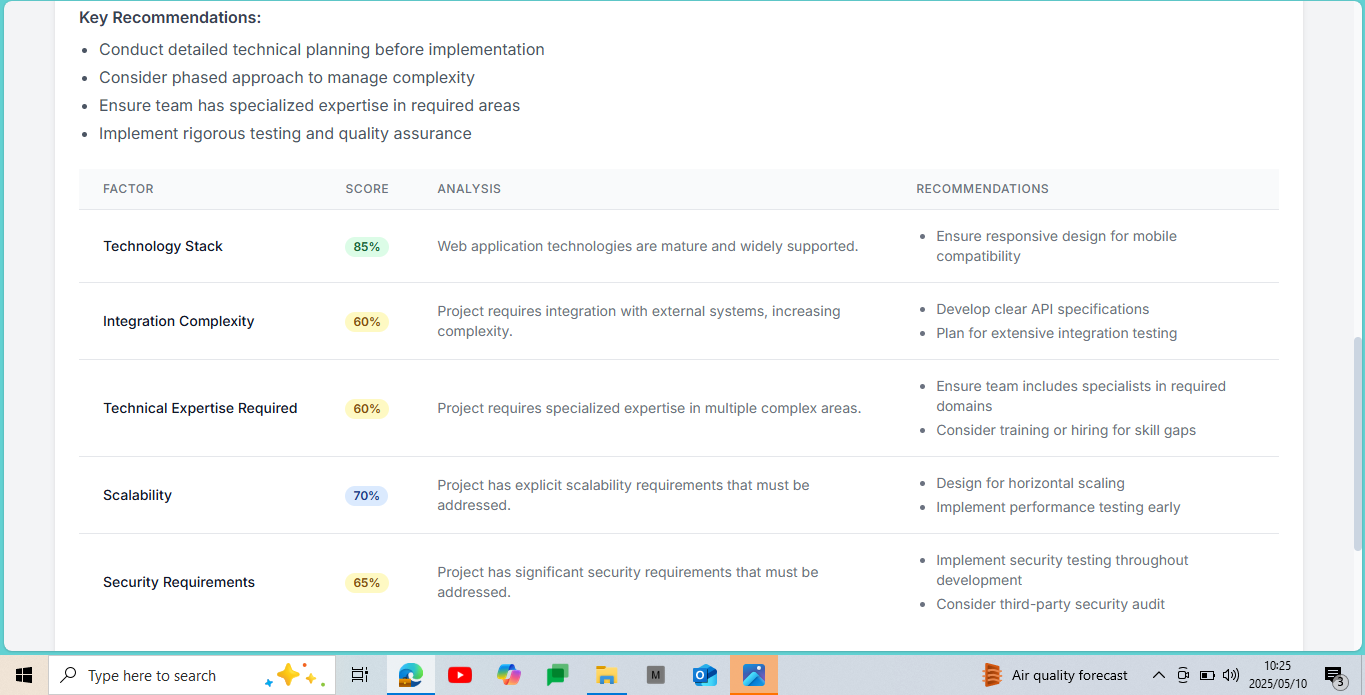 Key Recommendations:
Conduct detailed technical planning before implementation
Consider phased approach to manage complexity
Ensure team has specialized expertise in required areas
Implement rigorous testing and quality assurance
FACTOR SCORE ANALYSIS RECOMMENDATIONS
Technology Stack
85%
Web application technologies are mature and widely supported.
Ensure responsive design for mobile
compatibility
Integration Complexity
60%
Project requires integration with external systems, increasing
complexity.
Develop clear API specifications
Plan for extensive integration testing
Technical Expertise Required
60%
Project requires specialized expertise in multiple complex areas.
Ensure team includes specialists in required
domains
Consider training or hiring for skill gaps
Scalability
70%
Project has explicit scalability requirements that must be
addressed.
Design for horizontal scaling
Implement performance testing early
Security Requirements
65%
Project has significant security requirements that must be
addressed.
Implement security testing throughout
development
Consider third-party security audit
Type here to search
M
O
Air quality forecast
10:25
2025/05/10
3